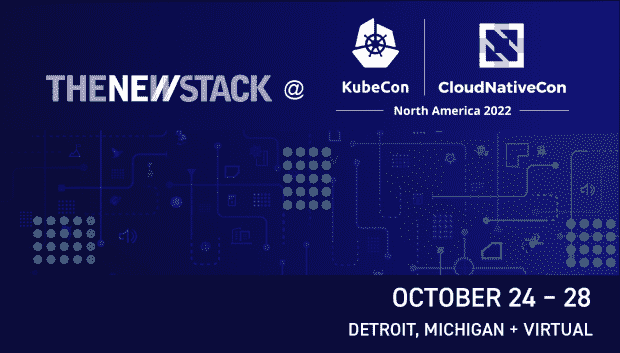 THENEWSTACK @
KubeCon
CloudNativeCon
North America 2022
OCTOBER 24 – 28
DETROIT, MICHIGAN + VIRTUAL